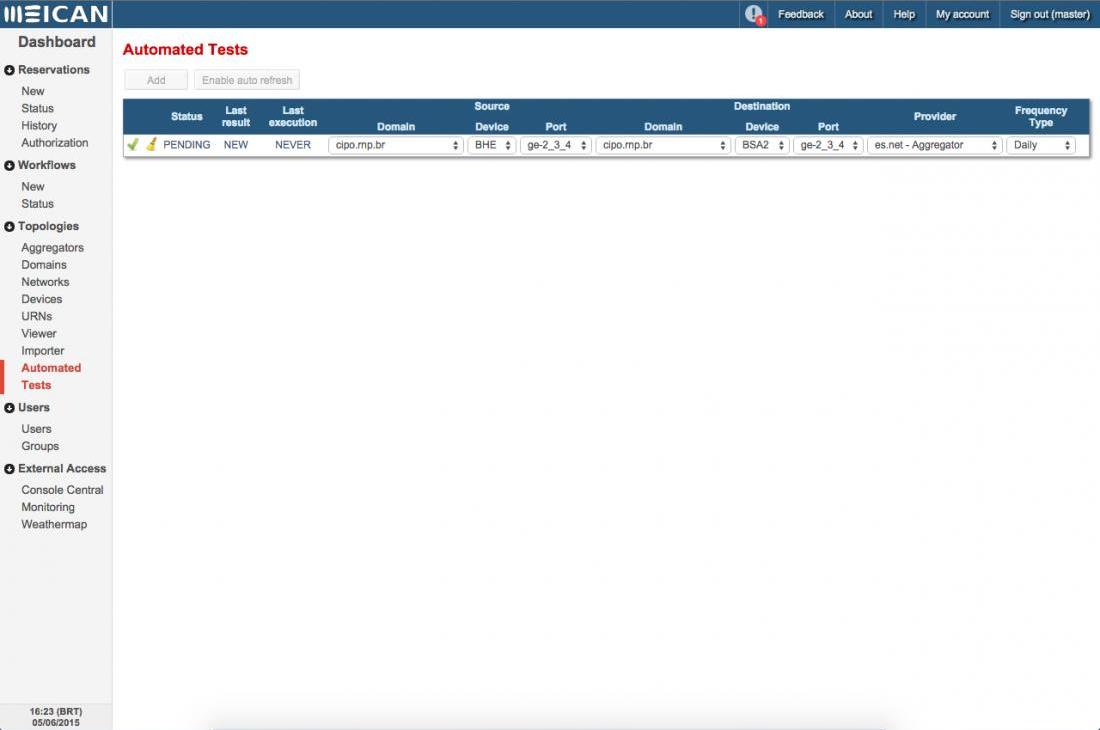 MEICAN
1
Feedback
About
Help
My account
Sign out (master)
Dashboard
Reservations
New
Status
History
Authorization
Workflows
New
Status
Topologies
Aggregators
Domains
Networks
Devices
URNs
Viewer
Importer
Automated
Tests
Users
Users
Groups
External Access
Console Central
Monitoring
Weathermap
16:23 (BRT)
05/06/2015
Automated Tests
Add
Enable auto refresh
Status
Last
result
Last
execution
Source
Domain
Device
Port
Destination
Domain
Device
Port
Provider
Frequency
Type
PENDING
NEW
NEVER
cipo.rnp.br
BHE
ge-2_3_4
cipo.rnp.br
BSA2
ge-2_3_4
es.net - Aggregator
Daily